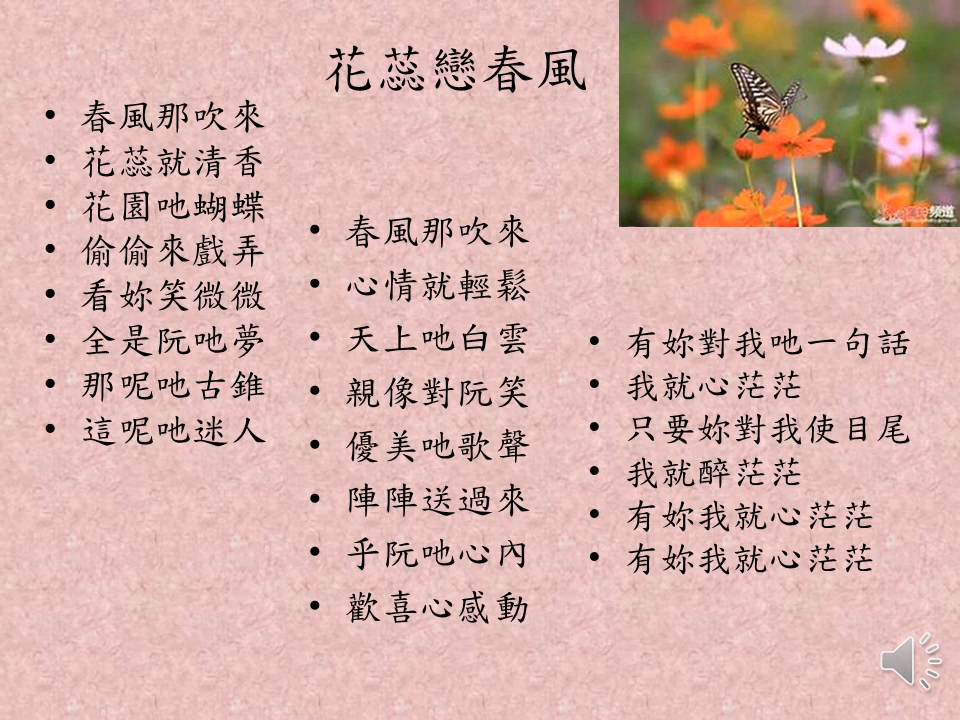 花蕊戀春風
春風那吹來
花蕊就清香
花園吔蝴蝶
偷偷來戲弄
看妳笑微微
全是阮吔夢
那呢吔古錐
這呢吔迷人
春風那吹來
心情就輕鬆
天上吔白雲
親像對阮笑
優美吔歌聲
陣陣送過來
乎阮吔心內
歡喜心感動
有妳對我吔一句話
我就心茫茫
只要妳對我使目尾
我就醉茫茫
有妳我就心茫茫
有妳我就心茫茫
頻道